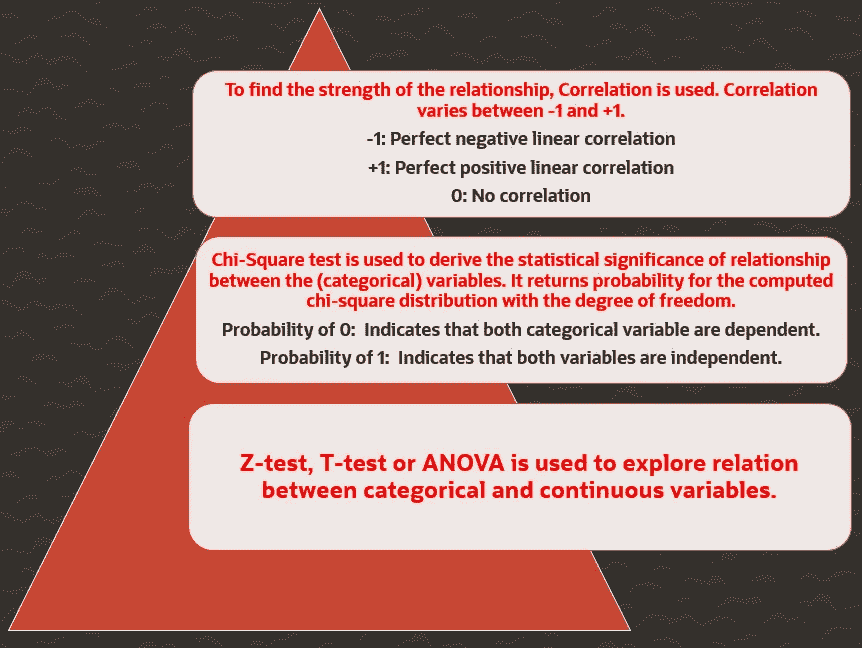 To find the strength of the relationship, Correlation is used. Correlation
varies between -1 and +1.
-1: Perfect negative linear correlation
+1: Perfect positive linear correlation
0: No correlation
Chi-Square test is used to derive the statistical significance of relationship
between the (categorical) variables. It returns probability for the computed
chi-square distribution with the degree of freedom.
Probability of 0: Indicates that both categorical variable are dependent.
Probability of 1: Indicates that both variables are independent.
Z-test, T-test or ANOVA is used to explore relation
between categorical and continuous variables.